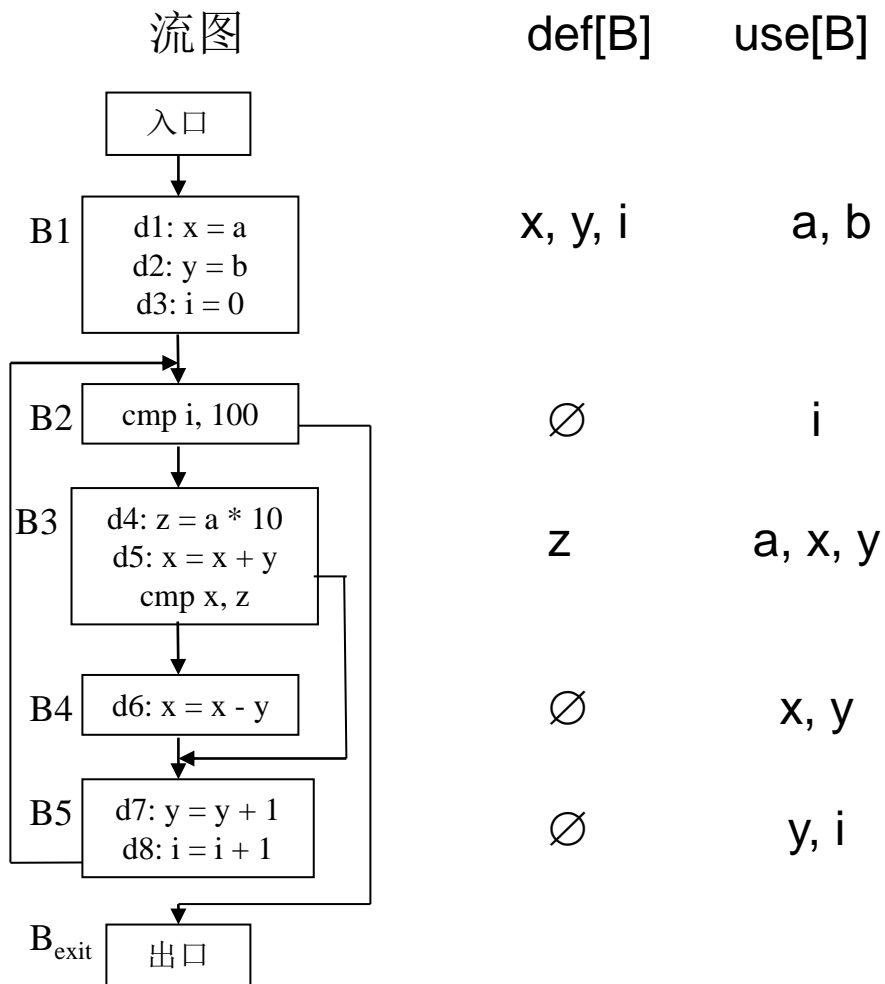 流图 def[B] use[B]
入口
B1
d1: x = a
d2: y = b
d3: i = 0
x, y, i a, b
B2 cmp i, 100 ∅ i
B3
d4: z = a * 10
d5: x = x + y
cmp x, z
z a, x, y
B4 d6: x = x - y ∅ x, y
B5
d7: y = y + 1
d8: i = i + 1
∅ y, i
Bexit 出口